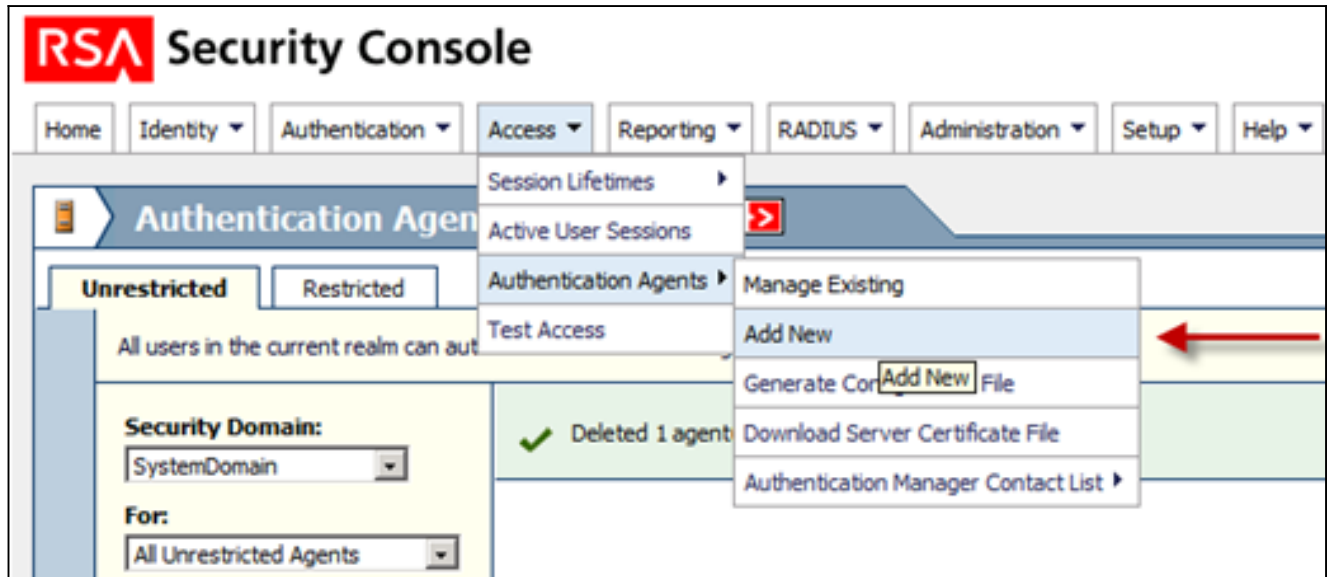 RSA Security Console
Home Identity Authentication Access Reporting RADIUS Administration Setup Help
Session Lifetimes
Authentication Agen
Active User Sessions
Unrestricted Restricted
Authentication Agents
Manage Existing
Test Access
Add New
All users in the current realm can aut
Add New
Generate Con File
Security Domain:
SystemDomain
Deleted 1 agent
Download Server Certificate File
Authentication Manager Contact List
For:
All Unrestricted Agents